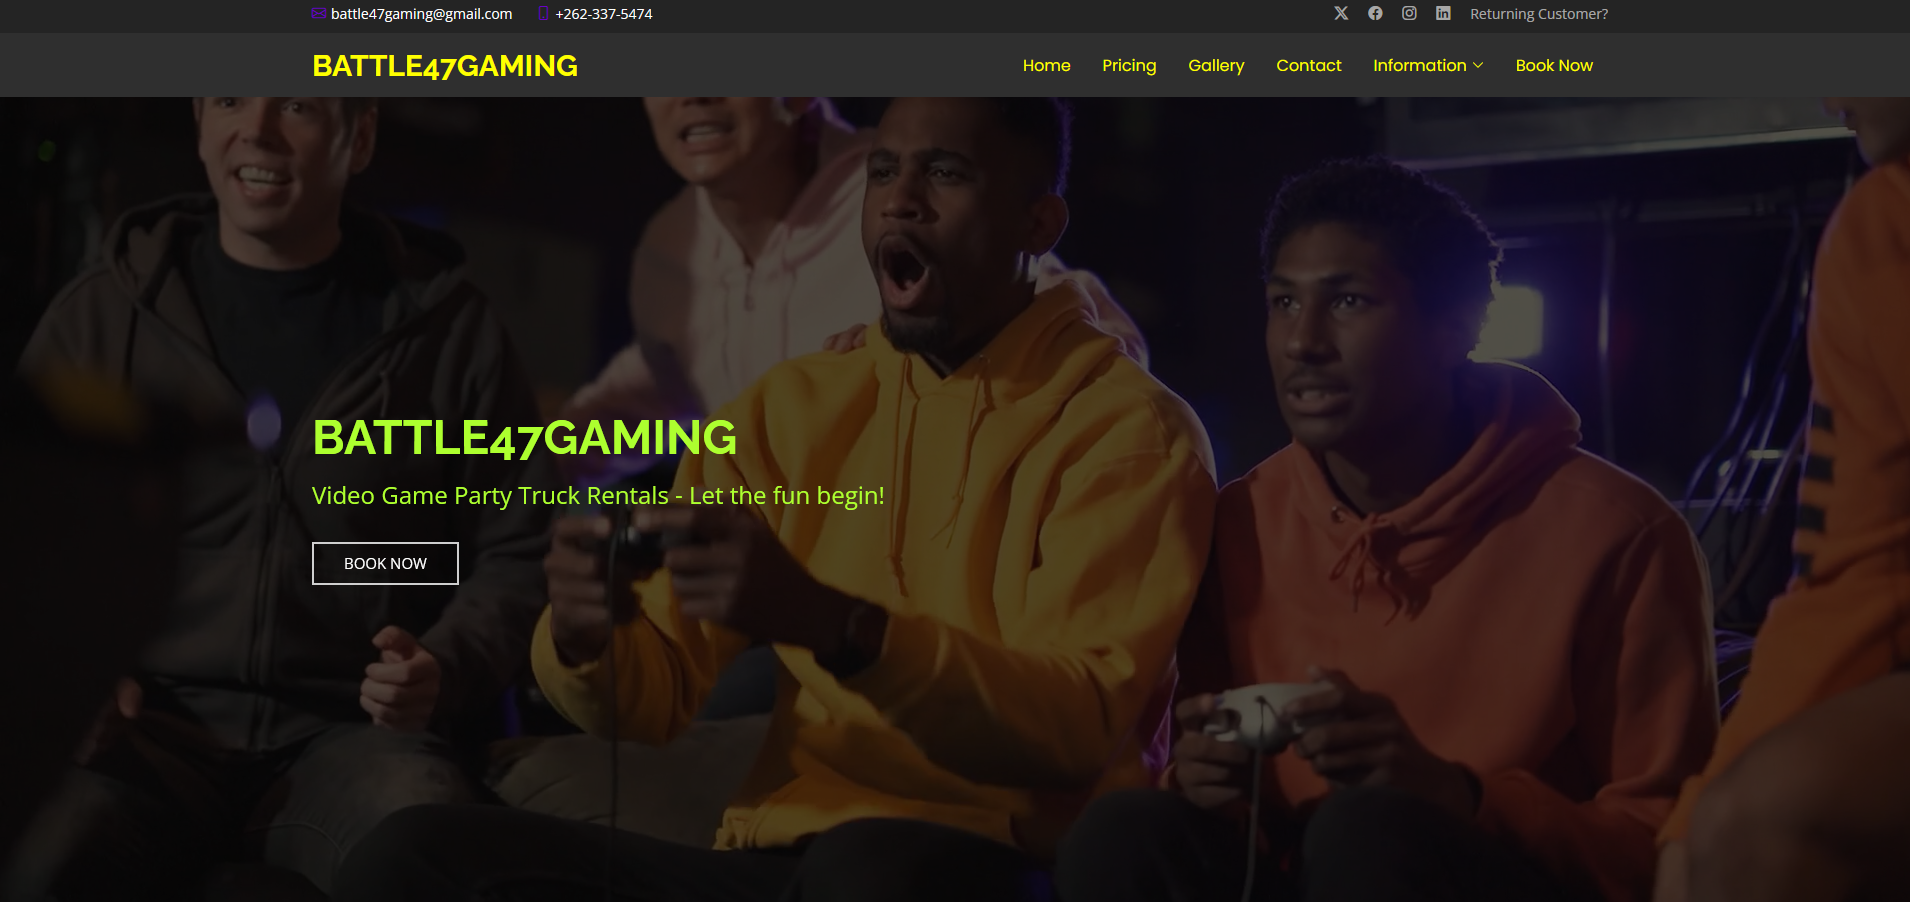 battle47gaming@gmail.com +262-337-5474 Returning Customer?
BATTLE47GAMING Home Pricing Gallery Contact Information Book Now
BATTLE47GAMING
Video Game Party Truck Rentals - Let the fun begin!
BOOK NOW